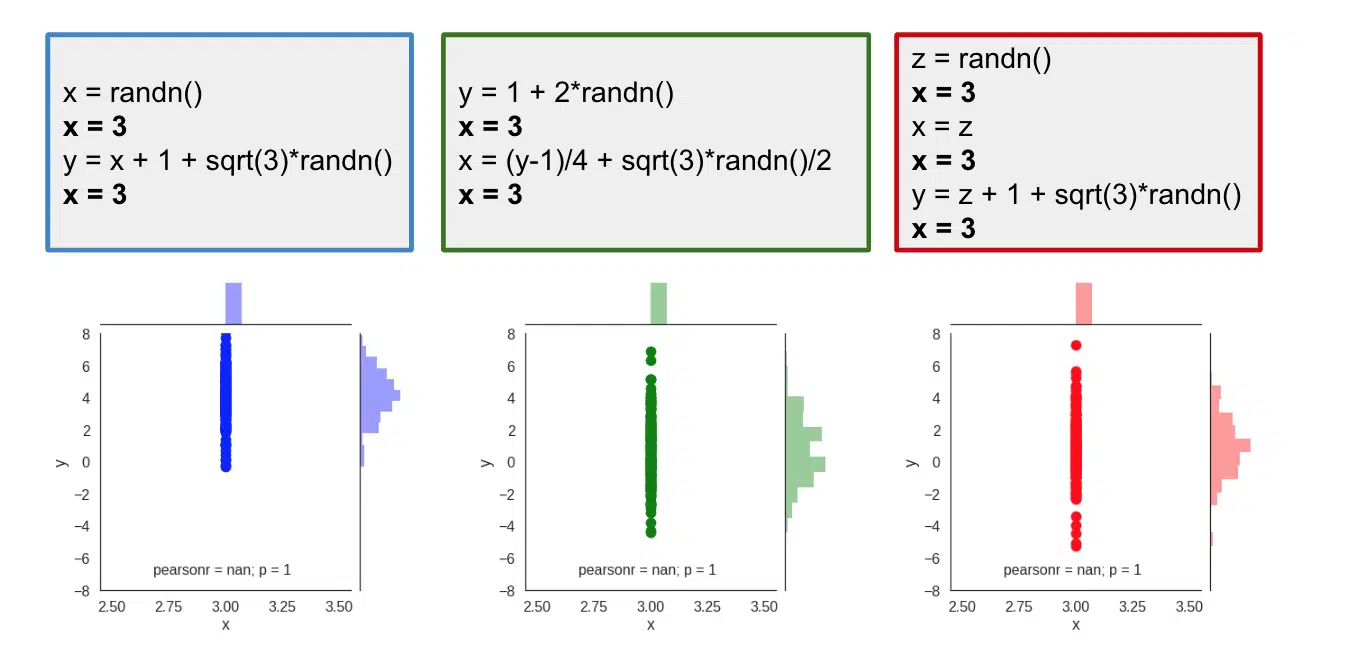 x = randn()
x = 3
y = x + 1 + sqrt(3)*randn()
x = 3
y = 1 + 2*randn()
x = 3
x = (y-1)/4 + sqrt(3)*randn()/2
x = 3
z = randn()
x = 3
x = z
x = 3
y = z + 1 + sqrt(3)*randn()
x = 3
8
6
4
2
0
−2
−4
−6
−8
y
pearsonr = nan; p = 1
2.50 2.75 3.00 3.25 3.50
x
8
6
4
2
0
−2
−4
−6
−8
y
pearsonr = nan; p = 1
2.50 2.75 3.00 3.25 3.50
x
8
6
4
2
0
−2
−4
−6
−8
y
pearsonr = nan; p = 1
2.50 2.75 3.00 3.25 3.50
x